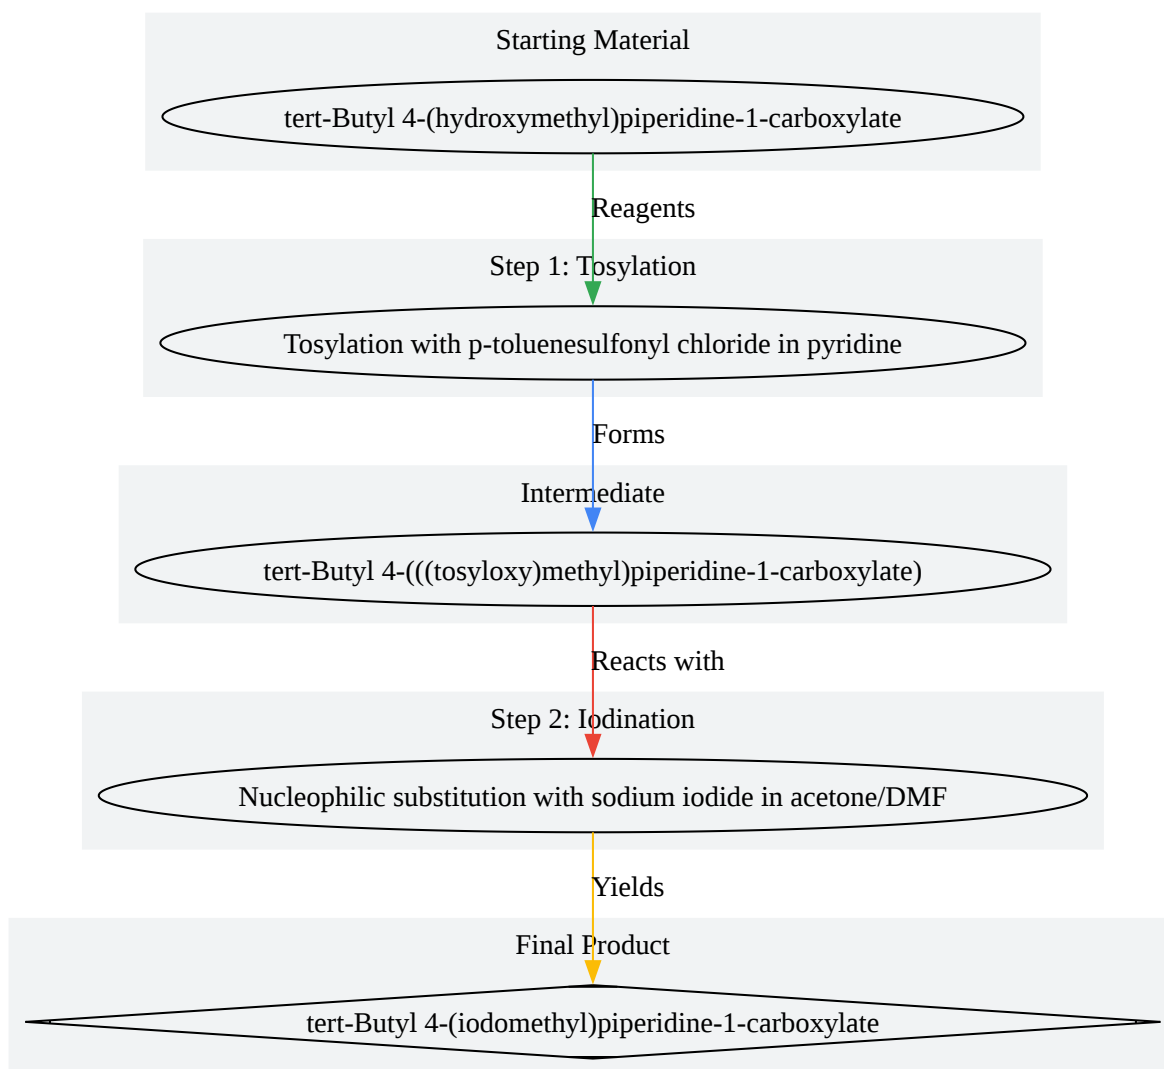 Starting Material
tert-Butyl 4-(hydroxymethyl)piperidine-1-carboxylate
Reagents
Step 1: Tosylation
Tosylation with p-toluenesulfonyl chloride in pyridine
Forms
Intermediate
tert-Butyl 4-(((tosyloxy)methyl)piperidine-1-carboxylate)
Reacts with
Step 2: Iodination
Nucleophilic substitution with sodium iodide in acetone/DMF
Yields
Final Product
tert-Butyl 4-(iodomethyl)piperidine-1-carboxylate